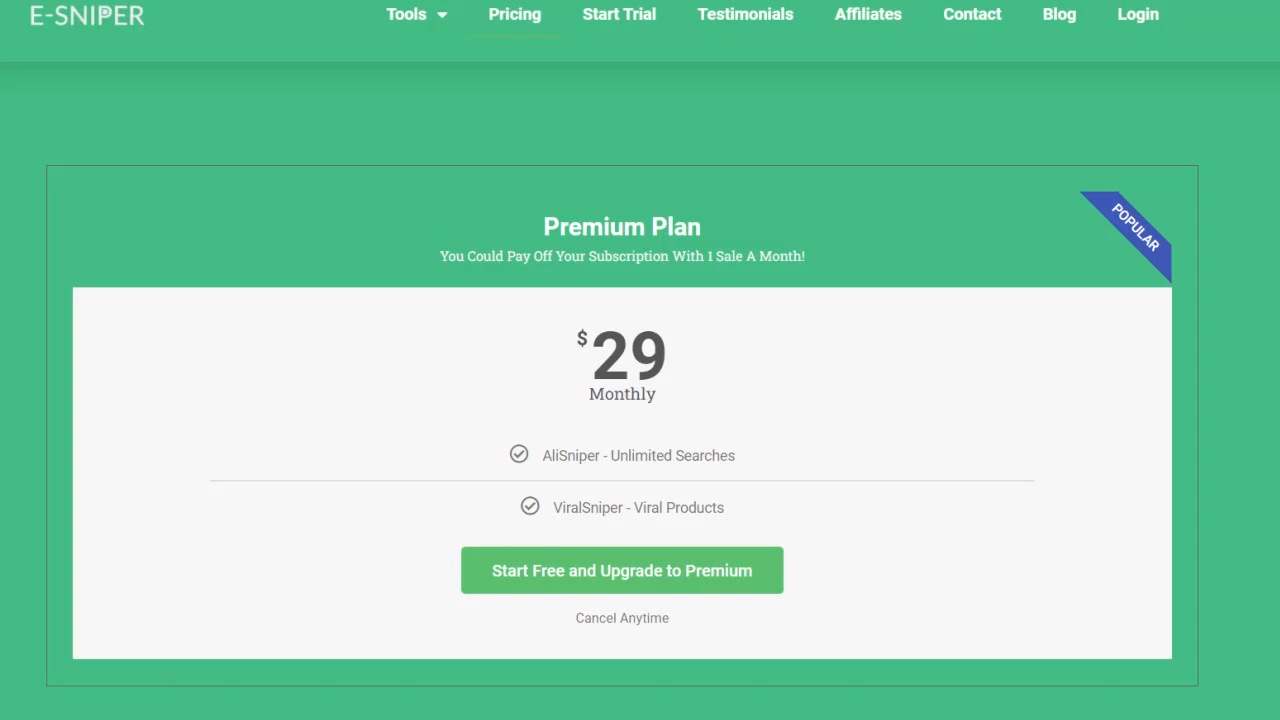 E-SNIPER
Tools Pricing Start Trial Testimonials Affiliates Contact Blog Login
POPULAR
Premium Plan
You Could Pay Off Your Subscription With 1 Sale A Month!
$29
Monthly
AliSniper - Unlimited Searches
ViralSniper - Viral Products
Start Free and Upgrade to Premium
Cancel Anytime